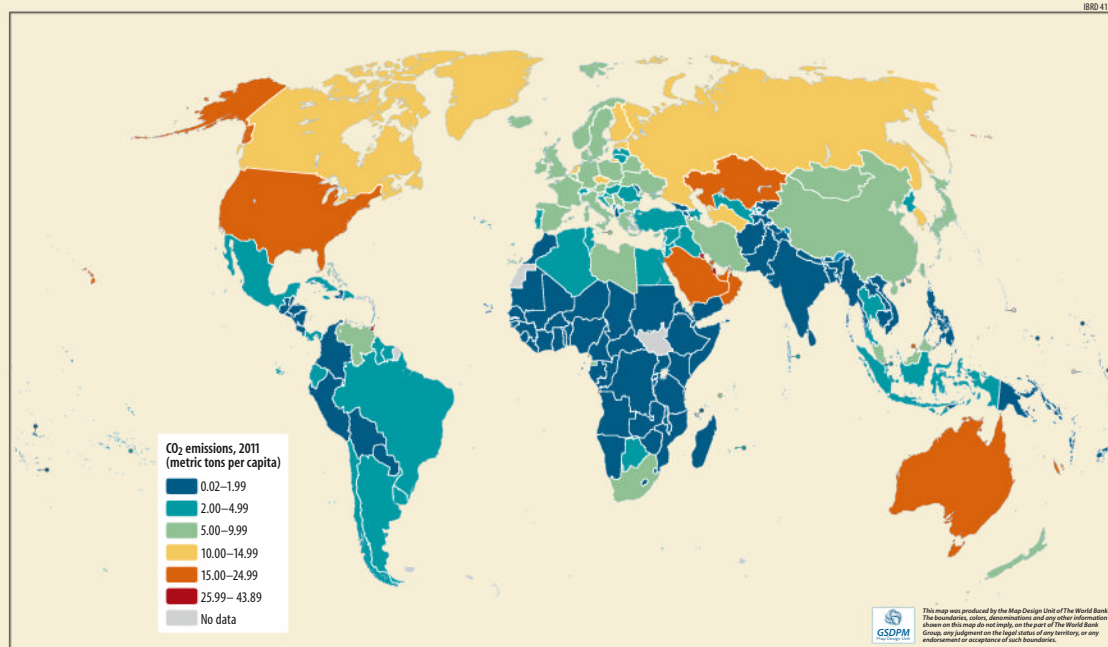 IBRD 41
CO₂ emissions, 2011
(metric tons per capita)
0.02–1.99
2.00–4.99
5.00–9.99
10.00–14.99
15.00–24.99
25.99– 43.89
No data
GSDPM
Map Design Unit
This map was produced by the Map Design Unit of The World Bank.
The boundaries, colors, denominations and any other information
shown on this map do not imply, on the part of The World Bank
Group, any judgment on the legal status of any territory, or any
endorsement or acceptance of such boundaries.